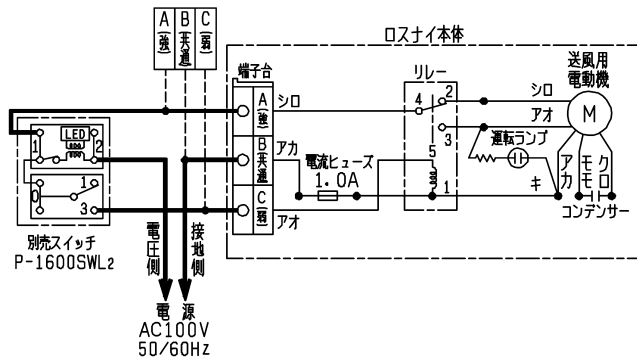 A
(強)
B
(共通)
C
(弱)
ロスナイ本体
端子台
A
(強)
B
(共通)
C
(弱)
シロ
アカ
アオ
電流ヒューズ
1.0A
リレー
4
2
3
5
1
シロ
アオ
運転ランプ
キ
送風用
電動機
M
アカ
モモ
クロ
コンデンサー
LED
1
2
0
1
3
別売スイッチ
P-1600SWL2
電圧側
接地側
電源
AC100V
50/60Hz